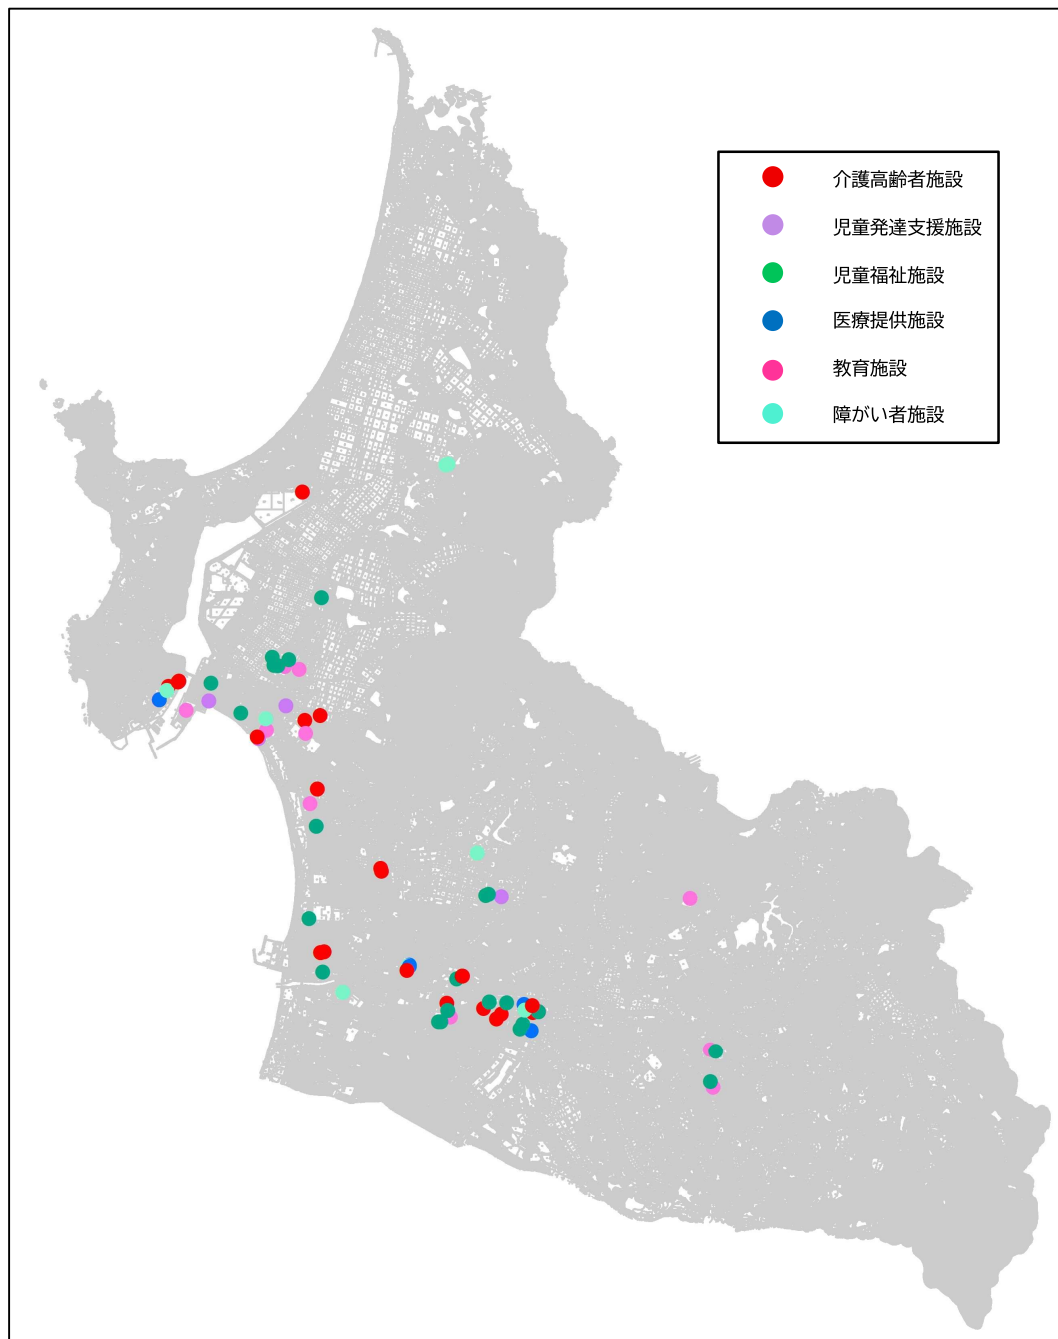 介護高齢者施設
児童発達支援施設
児童福祉施設
医療提供施設
教育施設
障がい者施設